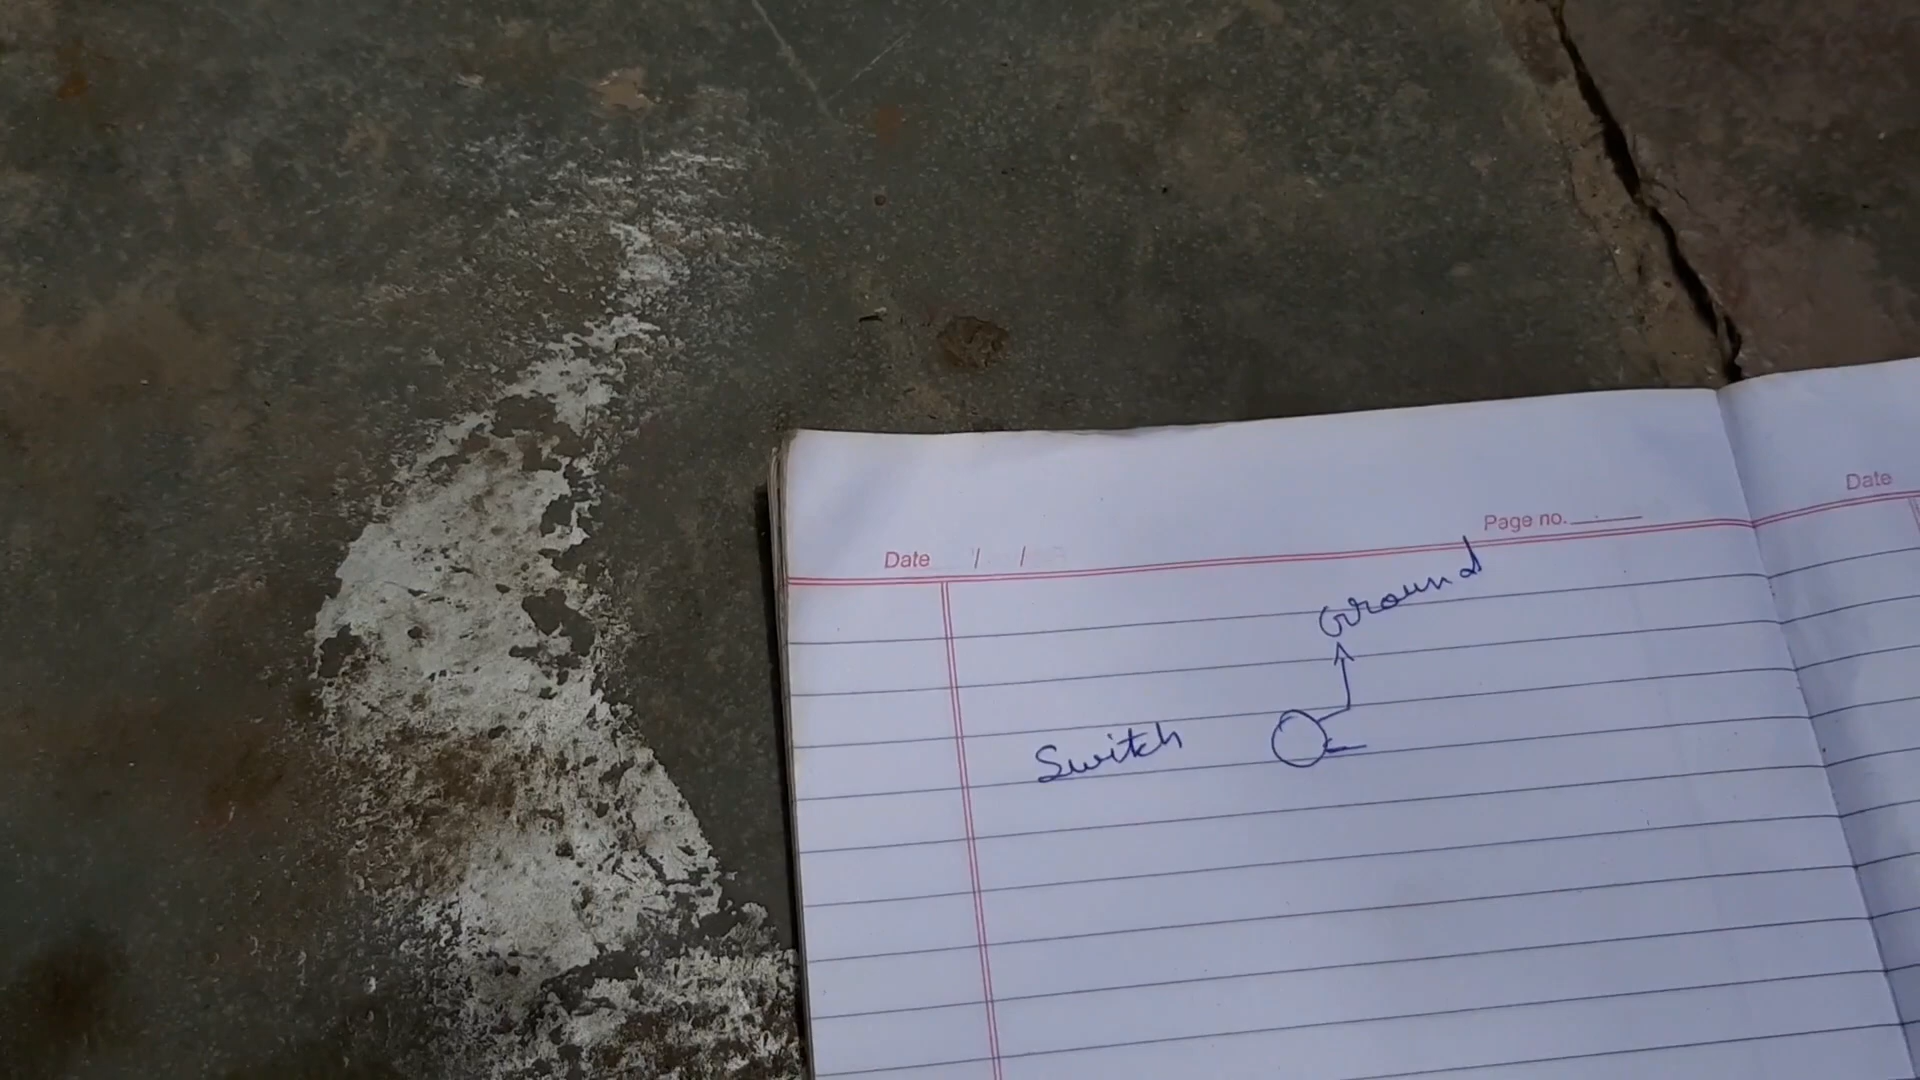 Date
Page no.
Date / /
Ground
Switch